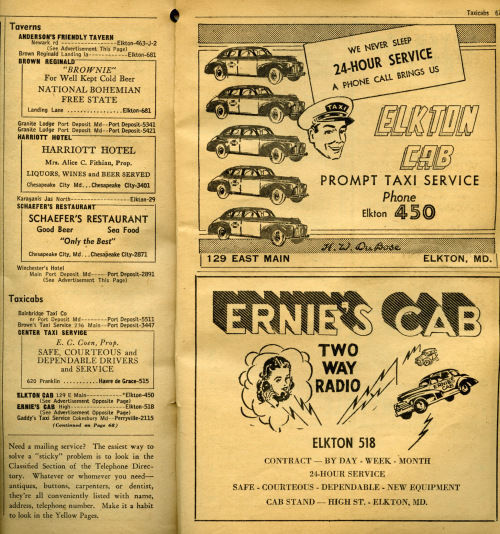 Taverns
ANDERSON'S FRIENDLY TAVERN
Newark rd ---------------Elkton-463-J-2
(See Advertisement This Page)
Brown Reginald Landing la--------Elkton-681
BROWN REGINALD
"BROWNIE"
For Well Kept Cold Beer
NATIONAL BOHEMIAN
FREE STATE
Landing Lane ...................Elkton-681
Granite Lodge Port Deposit Md--Port Deposit-5341
Granite Lodge Port Deposit Md--Port Deposit-5421
HARRIOTT HOTEL
HARRIOTT HOTEL
Mrs. Alice C. Fithian, Prop.
LIQUORS, WINES and BEER SERVED
Chesapeake City Md...Chesapeake City-3401
Karaganis Jas North--------------Elkton-29
SCHAEFER'S RESTAURANT
SCHAEFER'S RESTAURANT
Good Beer Sea Food
"Only the Best"
Chesapeake City, Md...Chesapeake City-2871
Winchester's Hotel
Main Port Deposit Md-----Port Deposit-2891
(See Advertisement This Page)
Taxicabs
Bainbridge Taxi Co
nr Port Deposit Md------Port Deposit-5511
Brown's Taxi Service 236 Main--Port Deposit-3447
CENTER TAXI SERVICE
E. C. Coen, Prop.
SAFE, COURTEOUS and
DEPENDABLE DRIVERS
and SERVICE
620 Franklin ...........Havre de Grace-515
ELKTON CAB 129 E Main-----------Elkton-450
(See Advertisement Opposite Page)
ERNIE'S CAB High-----------------Elkton-518
(See Advertisement Opposite Page)
Gaddy's Taxi Service Cokesbury Md--Perryville-2115
(Continued on Page 68)
Need a mailing service? The easiest way to
solve a "sticky" problem is to look in the
Classified Section of the Telephone Direc-
tory. Whatever or whomever you need—
antiques, buttons, carpenters, or dentist,
they're all conveniently listed with name,
address, telephone number. Make it a habit
to look in the Yellow Pages.
Taxicabs 67
WE NEVER SLEEP
24-HOUR SERVICE
A PHONE CALL BRINGS US
TAXI
ELKTON
CAB
PROMPT TAXI SERVICE
Phone
Elkton 450
H. W. DuBose
129 EAST MAIN ELKTON, MD.
ERNIE'S CAB
TWO
WAY
RADIO
ERNIE'S
ELKTON 518
CONTRACT — BY DAY - WEEK - MONTH
24-HOUR SERVICE
SAFE - COURTEOUS - DEPENDABLE - NEW EQUIPMENT
CAB STAND — HIGH ST. - ELKTON, MD.